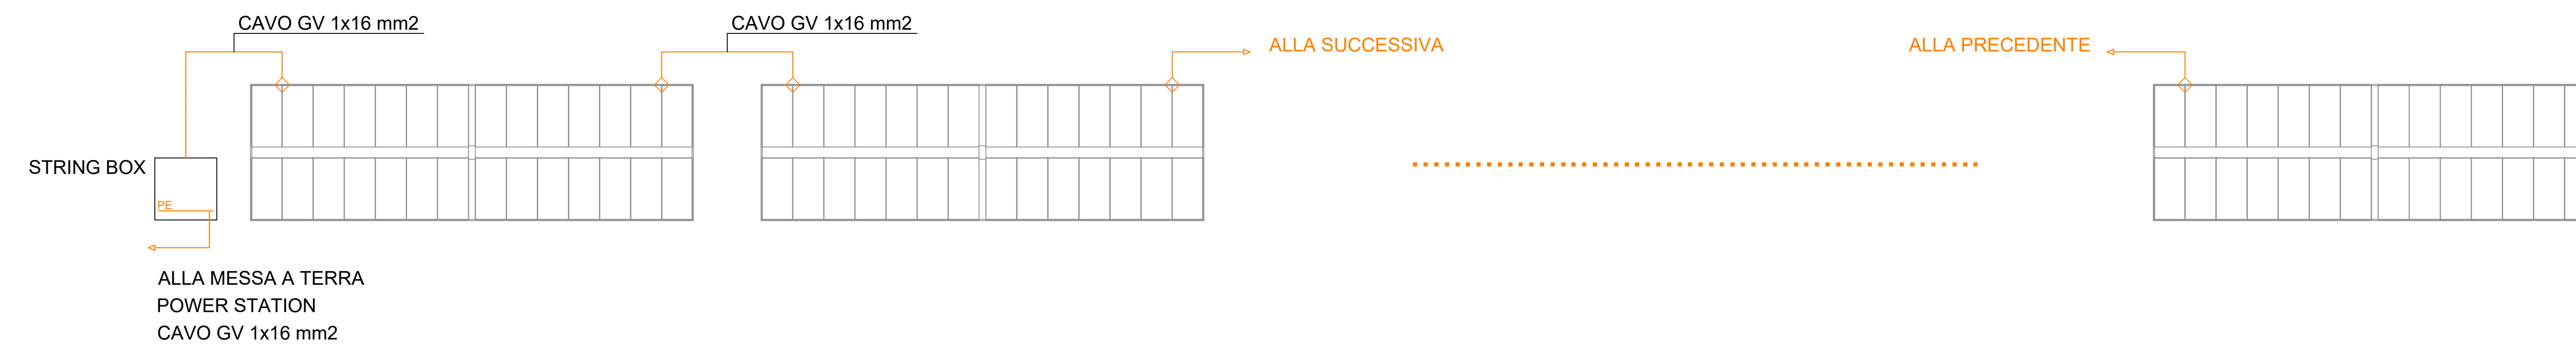 CAVO GV 1x16 mm2
CAVO GV 1x16 mm2
ALLA SUCCESSIVA
ALLA PRECEDENTE
STRING BOX
PE
ALLA MESSA A TERRA
POWER STATION
CAVO GV 1x16 mm2